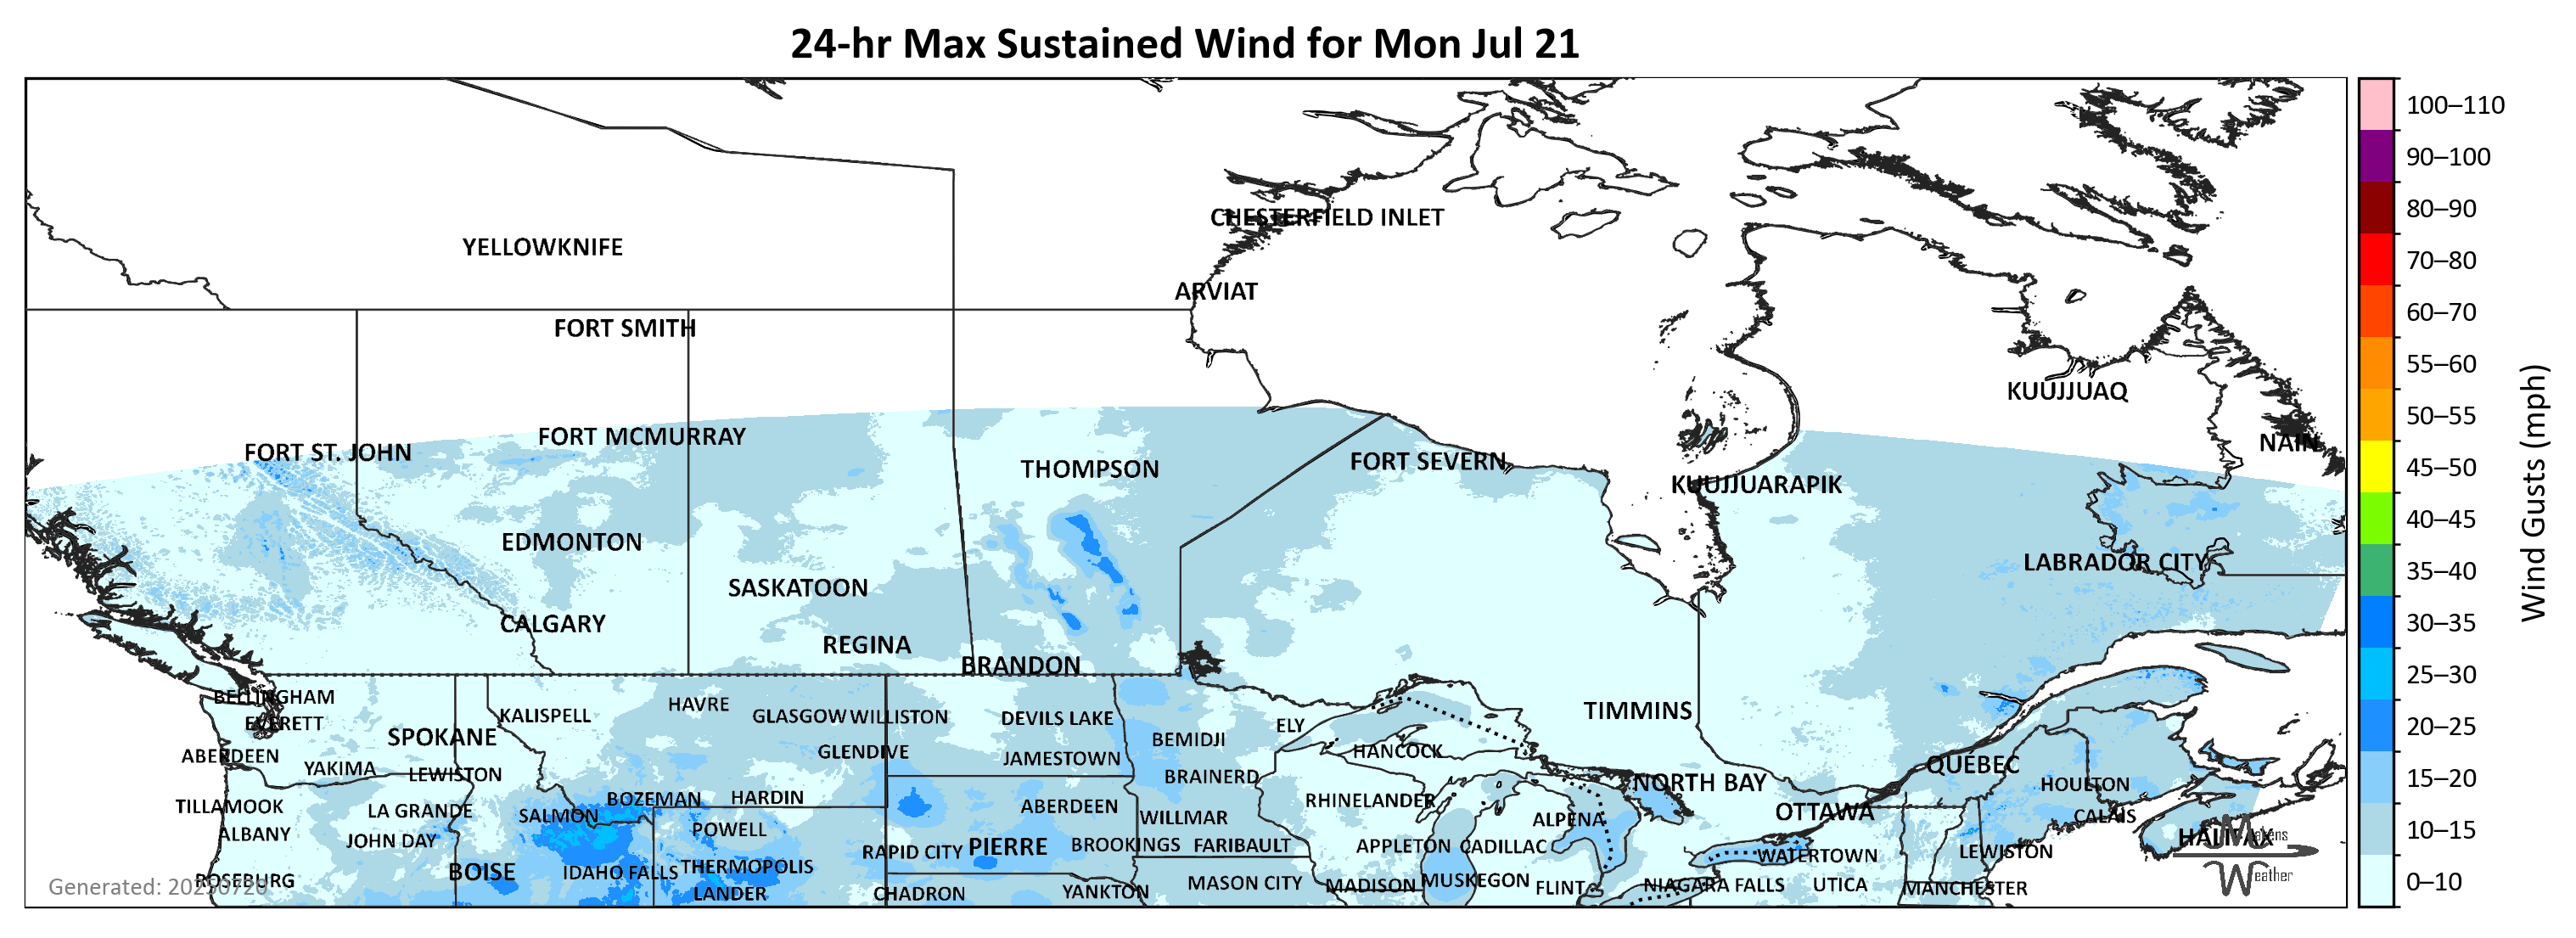 24-hr Max Sustained Wind for Mon Jul 21
100–110
90–100
80–90
70–80
60–70
55–60
50–55
45–50
40–45
35–40
30–35
25–30
20–25
15–20
10–15
0–10
Wind Gusts (mph)
CHESTERFIELD INLET
YELLOWKNIFE
ARVIAT
FORT SMITH
KUUJJUAQ
FORT MCMURRAY
NAIN
FORT ST. JOHN
FORT SEVERN
THOMPSON
KUUJJUARAPIK
EDMONTON
LABRADOR CITY
SASKATOON
CALGARY
REGINA
BRANDON
BELLINGHAM
HAVRE
TIMMINS
KALISPELL
GLASGOW
WILLISTON
DEVILS LAKE
EVERETT
ELY
SPOKANE
BEMIDJI
GLENDIVE
HANCOCK
ABERDEEN
JAMESTOWN
QUÉBEC
YAKIMA
LEWISTON
BRAINERD
NORTH BAY
HOULTON
BOZEMAN
HARDIN
RHINELANDER
TILLAMOOK
LA GRANDE
ABERDEEN
OTTAWA
SALMON
WILLMAR
CALAIS
ALPENA
POWELL
ALBANY
HALIFAX
JOHN DAY
PIERRE
BROOKINGS
FARIBAULT
APPLETON
CADILLAC
RAPID CITY
LEWISTON
WATERTOWN
THERMOPOLIS
BOISE
IDAHO FALLS
ROSEBURG
MUSKEGON
MASON CITY
MADISON
NIAGARA FALLS
UTICA
FLINT
MANCHESTER
LANDER
CHADRON
YANKTON
Generated: 20250720
Makens
Weather